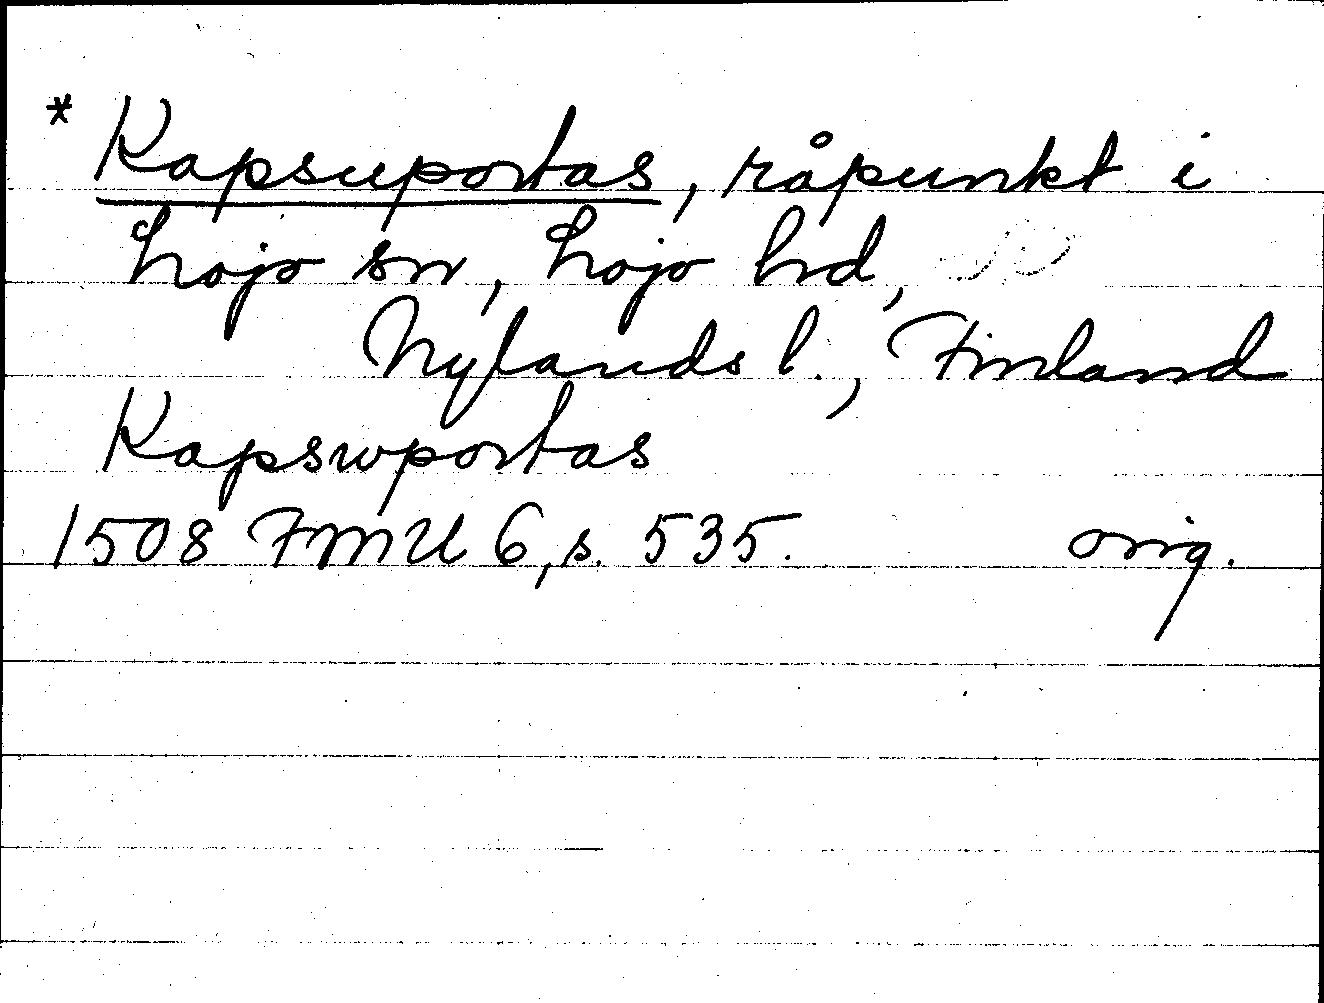 * Kapsuportas, råpunkt i
Lojo sn, Lojo hd,
Nylands l., Finland
Kapswportas
1508 FMU 6, s. 535. orig.